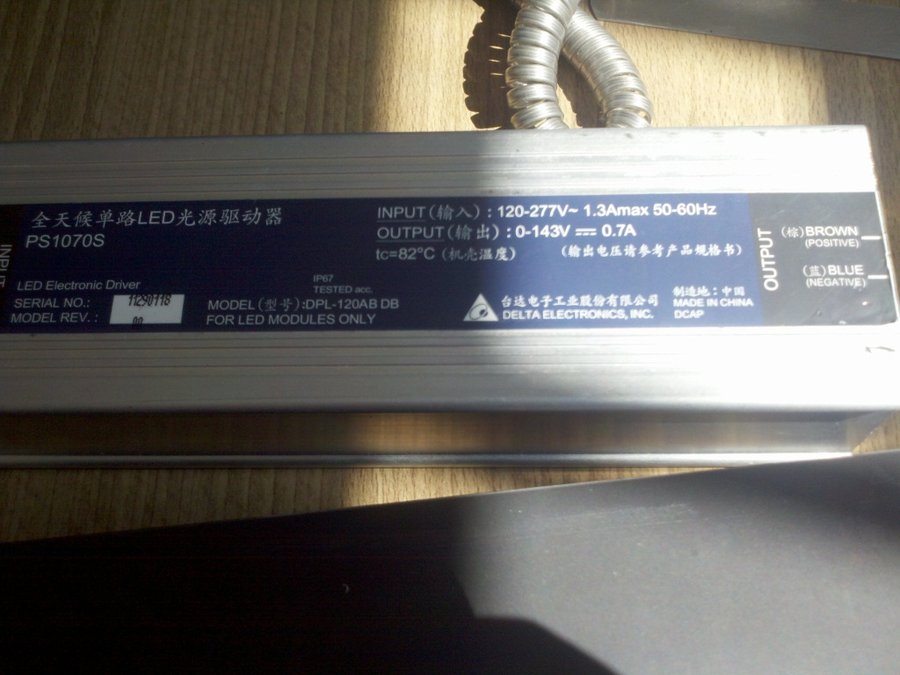 INPUT
全天候单路LED光源驱动器
PS1070S
LED Electronic Driver
IP67
TESTED acc.
SERIAL NO.: 11290118
MODEL REV. :
MODEL (型号) :DPL-120AB DB
FOR LED MODULES ONLY
INPUT (输入) : 120-277V~ 1.3Amax 50-60Hz
OUTPUT (输出) : 0-143V ⎓ 0.7A
tc=82°C (机壳温度)
(输出电压请参考产品规格书)
台达电子工业股份有限公司
DELTA ELECTRONICS, INC.
制造地：中国
MADE IN CHINA
DCAP
OUTPUT
(棕) BROWN
(POSITIVE)
(蓝) BLUE
(NEGATIVE)